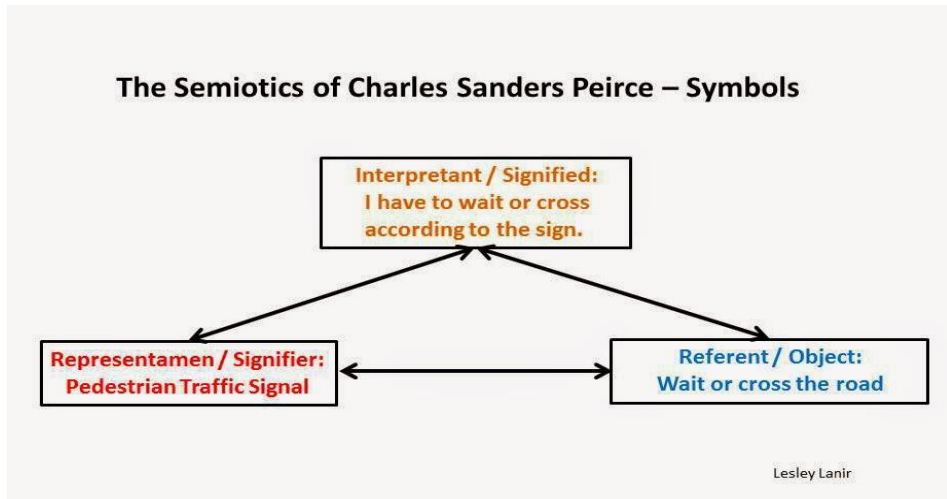 The Semiotics of Charles Sanders Peirce – Symbols
Interpretant / Signified:
I have to wait or cross
according to the sign.
Representamen / Signifier:
Pedestrian Traffic Signal
Referent / Object:
Wait or cross the road
Lesley Lanir